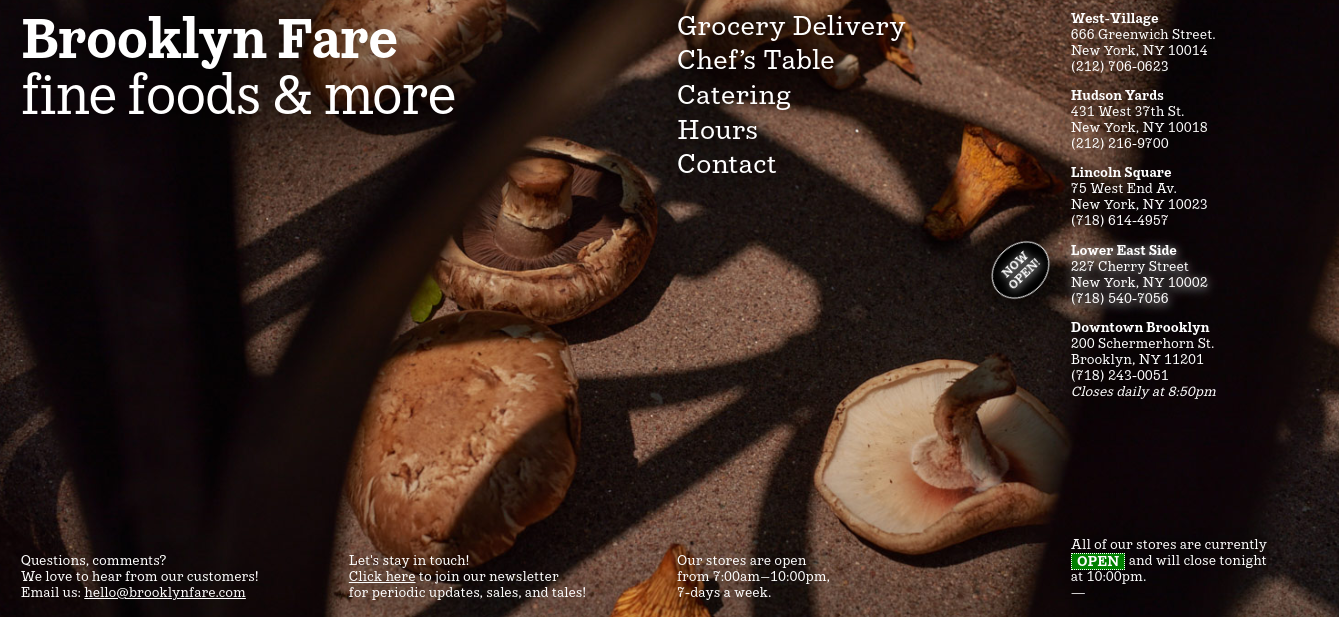 Brooklyn Fare
fine foods & more
Grocery Delivery
Chef's Table
Catering
Hours
Contact
West-Village
666 Greenwich Street.
New York, NY 10014
(212) 706-0623
Hudson Yards
431 West 37th St.
New York, NY 10018
(212) 216-9700
Lincoln Square
75 West End Av.
New York, NY 10023
(718) 614-4957
NOW
OPEN!
Lower East Side
227 Cherry Street
New York, NY 10002
(718) 540-7056
Downtown Brooklyn
200 Schermerhorn St.
Brooklyn, NY 11201
(718) 243-0051
Closes daily at 8:50pm
Questions, comments?
We love to hear from our customers!
Email us: hello@brooklynfare.com
Let's stay in touch!
Click here to join our newsletter
for periodic updates, sales, and tales!
Our stores are open
from 7:00am—10:00pm,
7-days a week.
All of our stores are currently
OPEN and will close tonight
at 10:00pm.
—